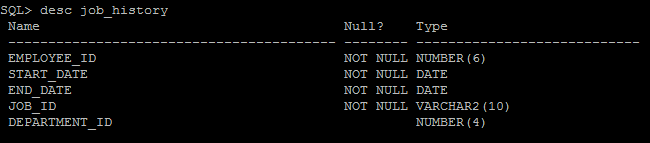 SQL> desc job_history
Name Null? Type
----------------------------------------- -------- ----------------------------
EMPLOYEE_ID NOT NULL NUMBER(6)
START_DATE NOT NULL DATE
END_DATE NOT NULL DATE
JOB_ID NOT NULL VARCHAR2(10)
DEPARTMENT_ID NUMBER(4)